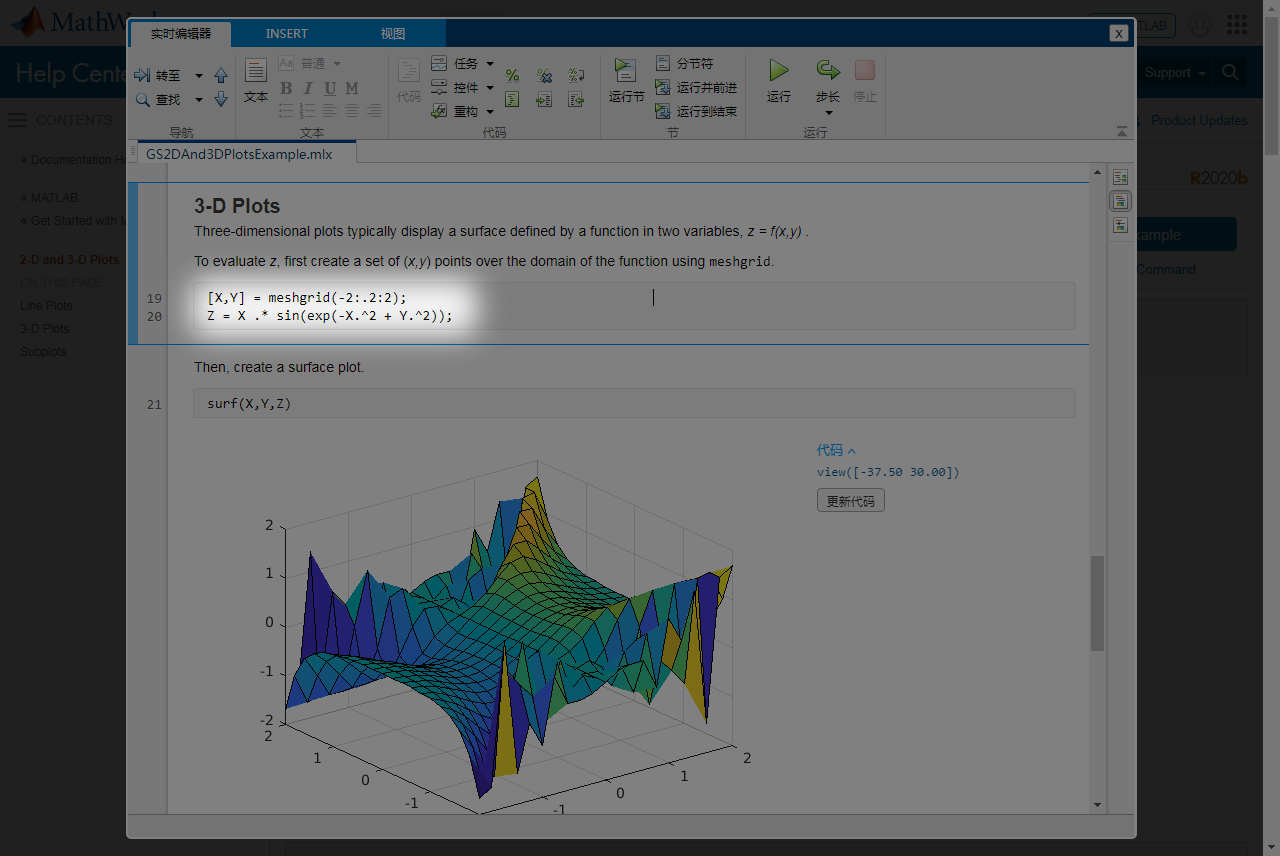 MathW
TLAB
Help Cente
Support
CONTENTS
Product Updates
« Documentation H
« MATLAB
« Get Started with M
2-D and 3-D Plots
ON THIS PAGE
Line Plots
3-D Plots
Subplots
R2020b
xample
Command
实时编辑器
INSERT
视图
X
转至
查找
导航
文本
Aa 普通
B I U M
文本
代码
任务
控件
重构
代码
运行节
分节符
运行并前进
运行到结束
节
运行
步长
停止
运行
GS2DAnd3DPlotsExample.mlx
3-D Plots
Three-dimensional plots typically display a surface defined by a function in two variables, z = f(x,y) .
To evaluate z, first create a set of (x,y) points over the domain of the function using meshgrid.
19 [X,Y] = meshgrid(-2:.2:2);
20 Z = X .* sin(exp(-X.^2 + Y.^2));
Then, create a surface plot.
21 surf(X,Y,Z)
代码
view([-37.50 30.00])
更新代码
2
1
0
-1
-2
2
1
0
-1
-1
0
1
2